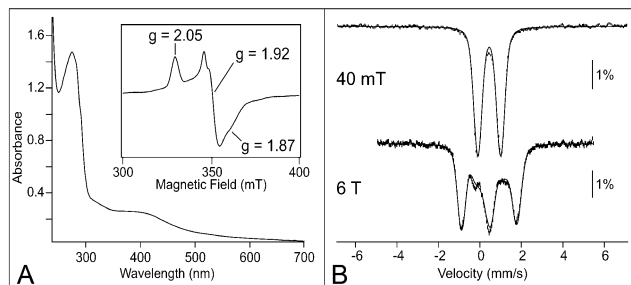 1.6
1.2
0.8
0.4
Absorbance
300
400
500
600
700
Wavelength (nm)
A
g = 2.05
g = 1.92
g = 1.87
300
350
400
Magnetic Field (mT)
40 mT
1%
6 T
1%
-6
-4
-2
0
2
4
6
Velocity (mm/s)
B